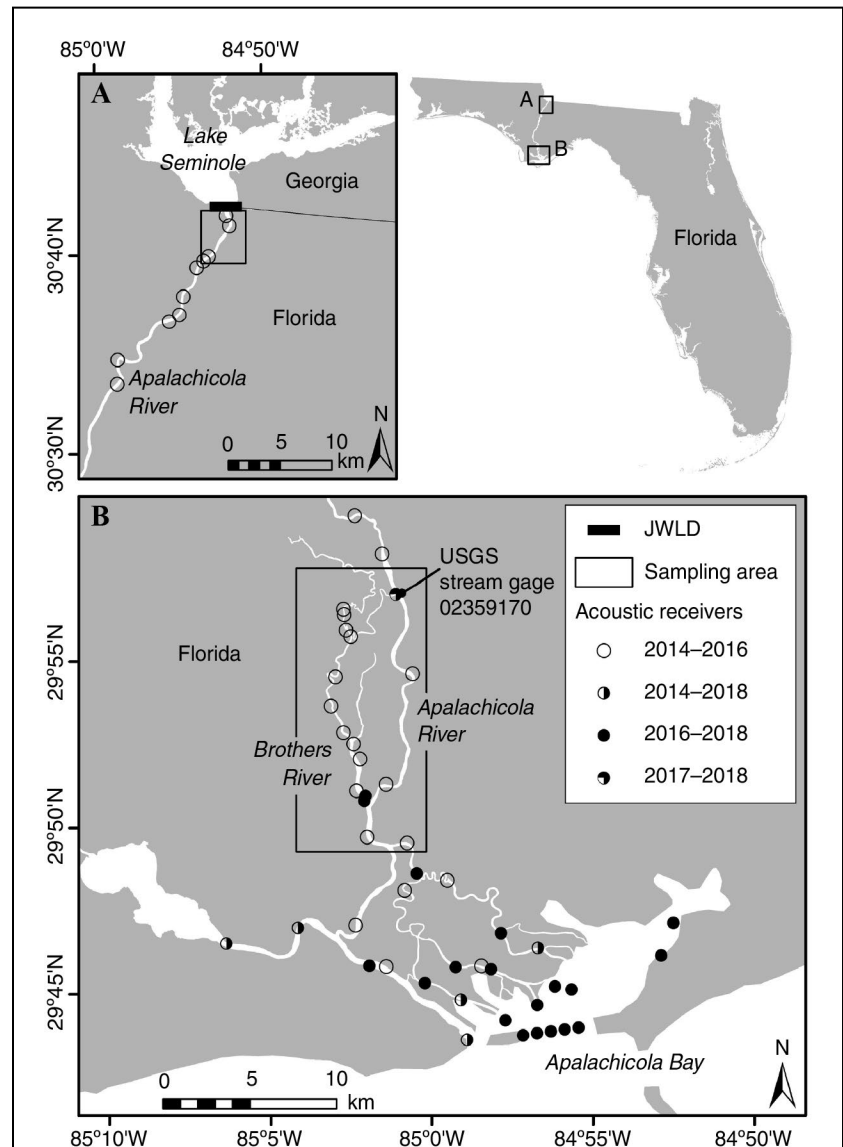 85°0'W
84°50'W
A
Lake
Seminole
Georgia
30°40'N
Florida
Apalachicola
River
N
0 5 10
km
30°30'N
A
B
Florida
B
USGS
stream gage
02359170
JWLD
Sampling area
Acoustic receivers
2014–2016
2014–2018
2016–2018
2017–2018
Florida
29°55'N
Apalachicola
River
Brothers
River
29°50'N
29°45'N
Apalachicola Bay
N
0 5 10
km
85°10'W
85°5'W
85°0'W
84°55'W
84°50'W